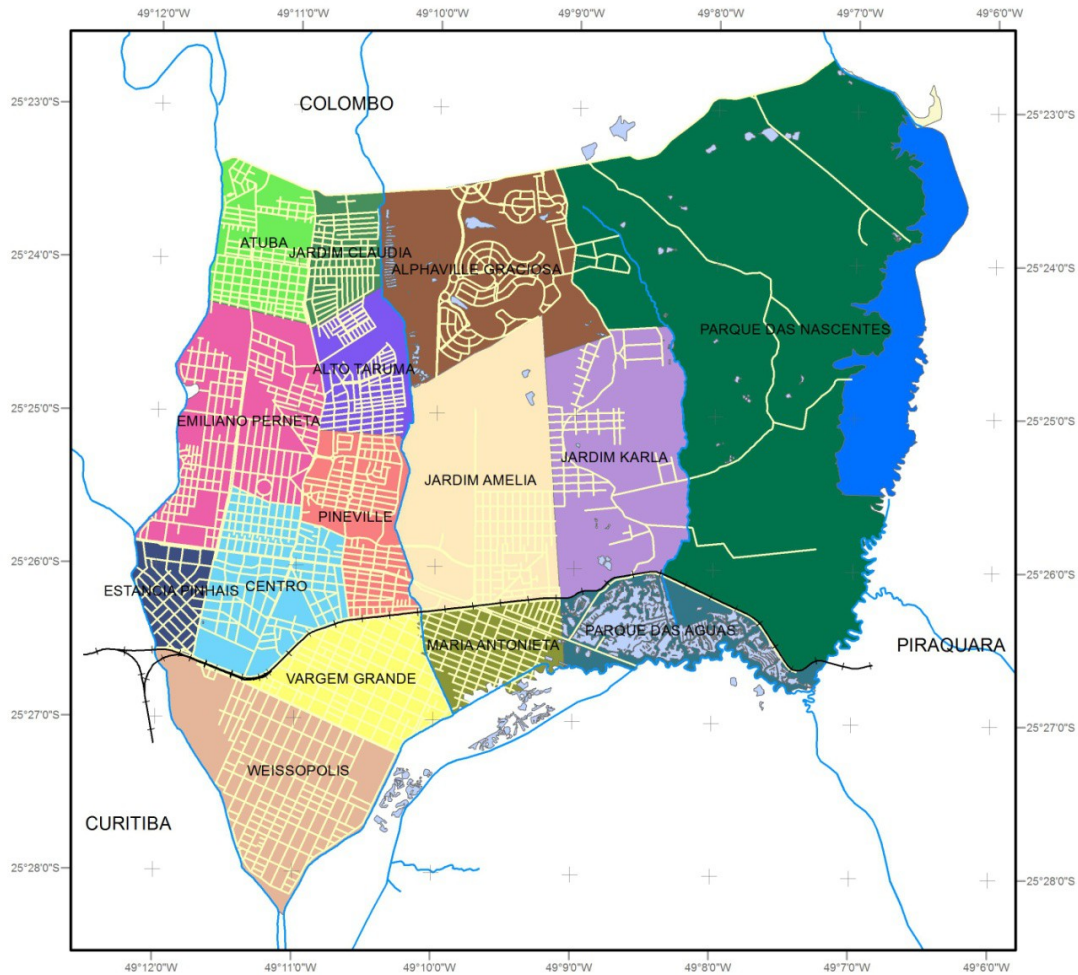 49°12'0"W 49°11'0"W 49°10'0"W 49°9'0"W 49°8'0"W 49°7'0"W 49°6'0"W
25°23'0"S
COLOMBO
25°23'0"S
ATUBA
JARDIM CLAUDIA
25°24'0"S
ALPHAVILLE GRACIOSA
25°24'0"S
PARQUE DAS NASCENTES
ALTO TARUMA
25°25'0"S
EMILIANO PERNETA
25°25'0"S
JARDIM KARLA
JARDIM AMELIA
PINEVILLE
25°26'0"S
25°26'0"S
ESTANCIA PINHAIS
CENTRO
PARQUE DAS AGUAS
MARIA ANTONIETA
PIRAQUARA
VARGEM GRANDE
25°27'0"S
25°27'0"S
WEISSOPOLIS
CURITIBA
25°28'0"S
25°28'0"S
49°12'0"W 49°11'0"W 49°10'0"W 49°9'0"W 49°8'0"W 49°7'0"W 49°6'0"W